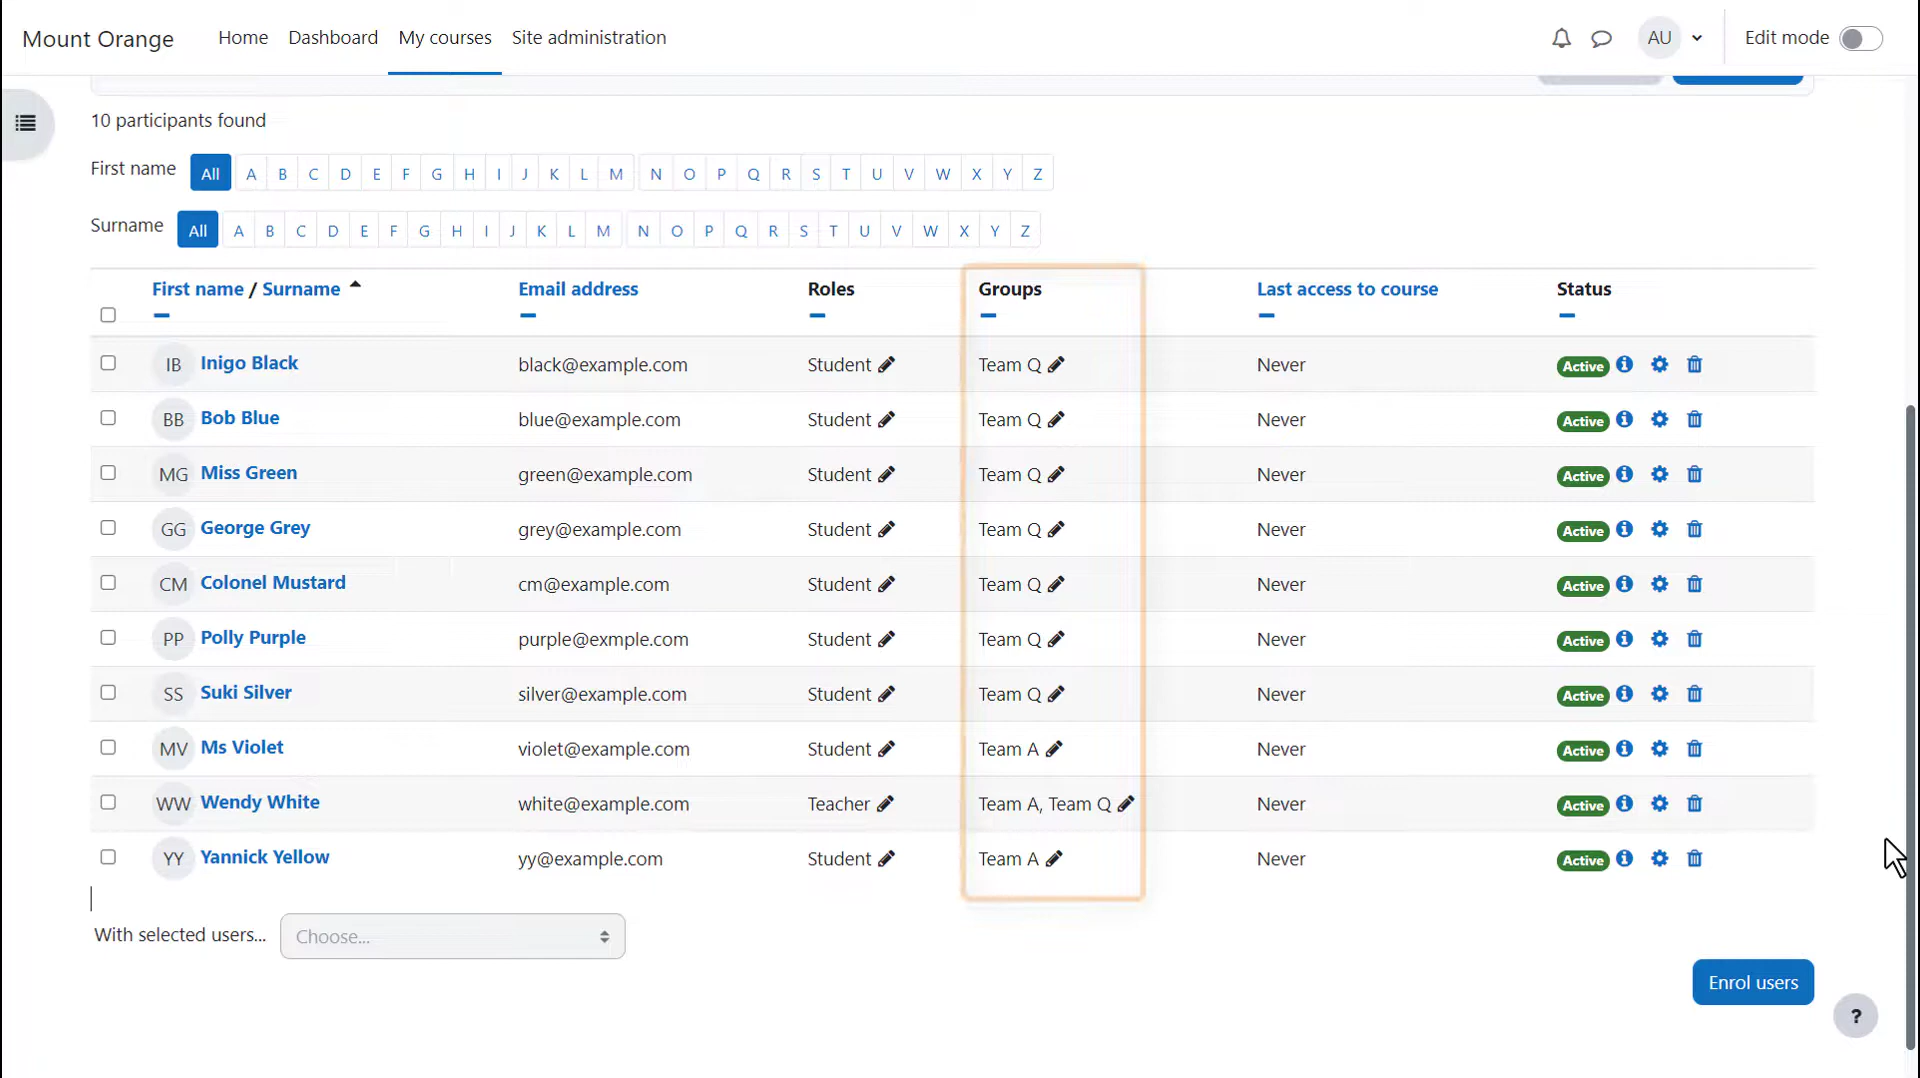 Mount Orange Home Dashboard My courses Site administration AU Edit mode
10 participants found
First name All A B C D E F G H I J K L M N O P Q R S T U V W X Y Z
Surname All A B C D E F G H I J K L M N O P Q R S T U V W X Y Z
First name / Surname Email address Roles Groups Last access to course Status
IB Inigo Black black@example.com Student Team Q Never Active
BB Bob Blue blue@example.com Student Team Q Never Active
MG Miss Green green@example.com Student Team Q Never Active
GG George Grey grey@example.com Student Team Q Never Active
CM Colonel Mustard cm@example.com Student Team Q Never Active
PP Polly Purple purple@exmple.com Student Team Q Never Active
SS Suki Silver silver@example.com Student Team Q Never Active
MV Ms Violet violet@example.com Student Team A Never Active
WW Wendy White white@example.com Teacher Team A, Team Q Never Active
YY Yannick Yellow yy@example.com Student Team A Never Active
With selected users... Choose...
Enrol users
?